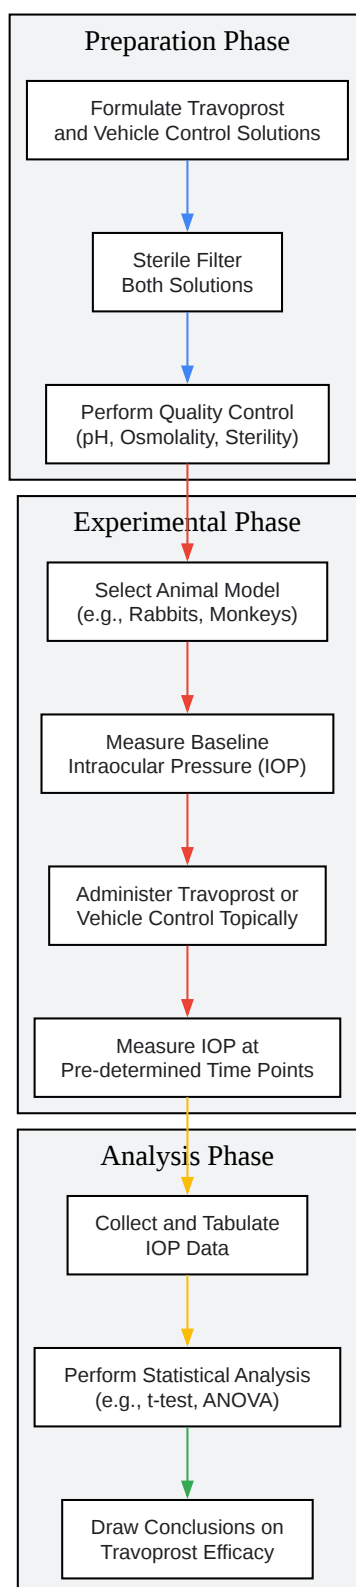 Preparation Phase
Formulate Travoprost
and Vehicle Control Solutions
Sterile Filter
Both Solutions
Perform Quality Control
(pH, Osmolality, Sterility)
Experimental Phase
Select Animal Model
(e.g., Rabbits, Monkeys)
Measure Baseline
Intraocular Pressure (IOP)
Administer Travoprost or
Vehicle Control Topically
Measure IOP at
Pre-determined Time Points
Analysis Phase
Collect and Tabulate
IOP Data
Perform Statistical Analysis
(e.g., t-test, ANOVA)
Draw Conclusions on
Travoprost Efficacy